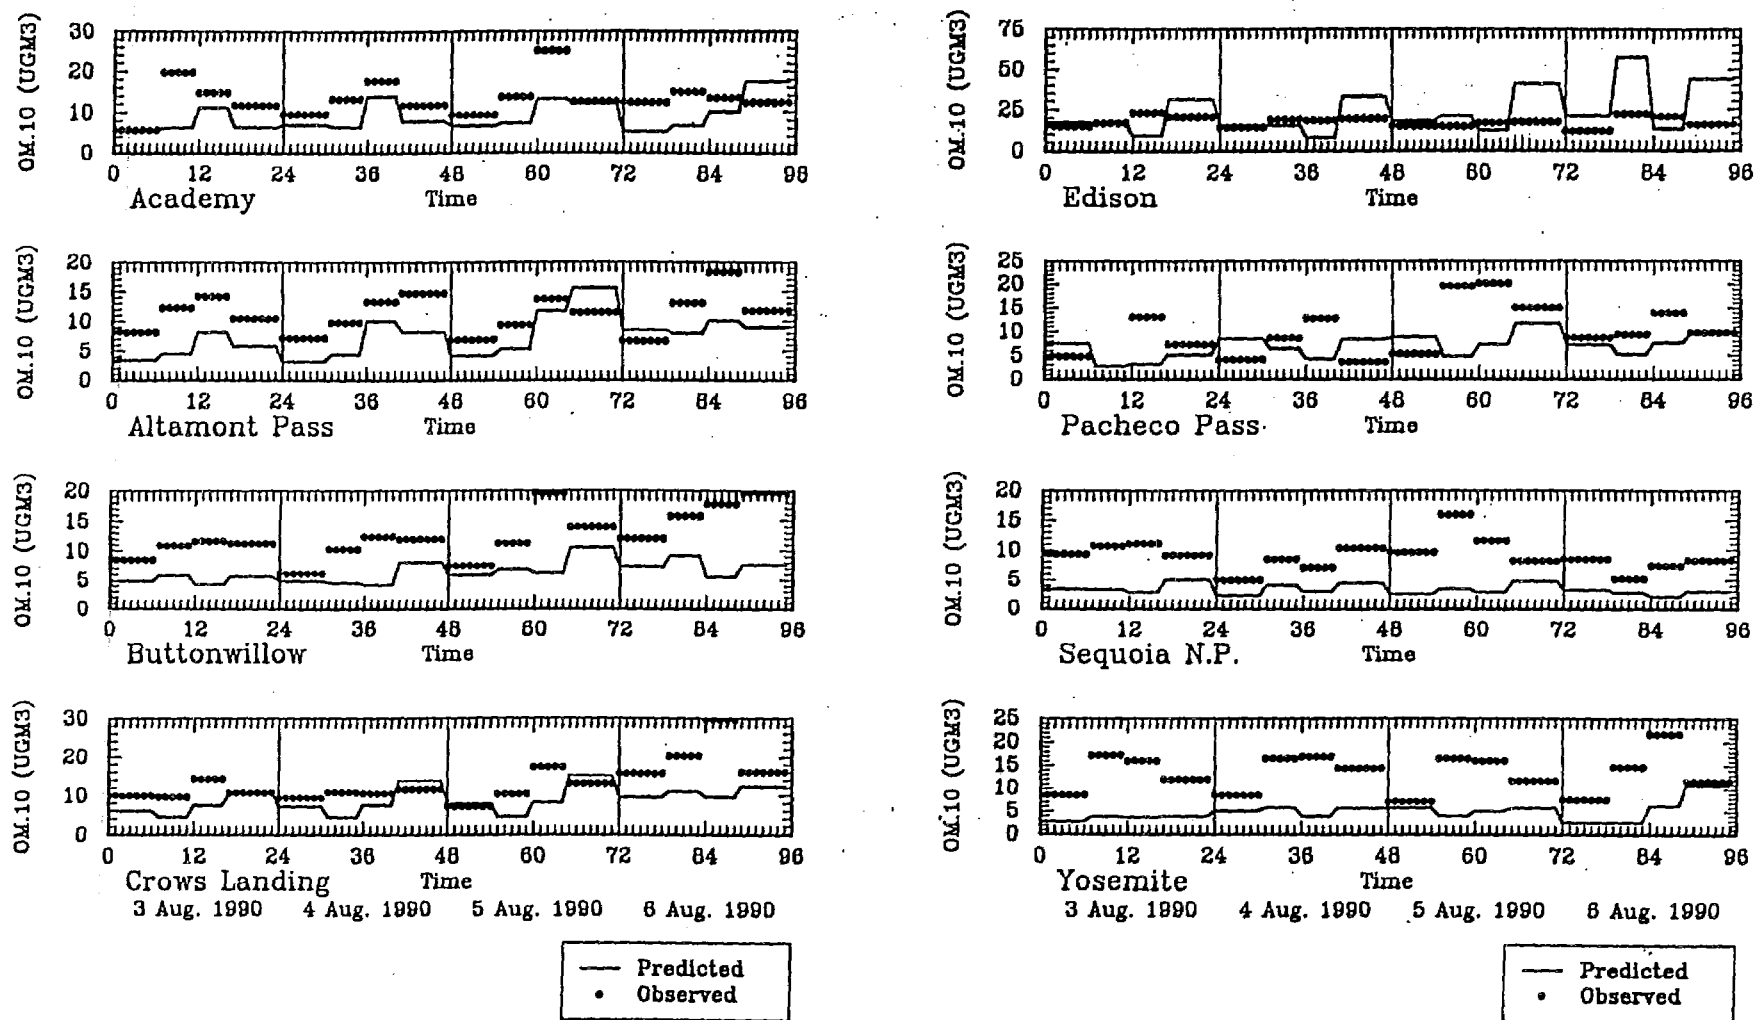 OM.10 (UGM3)
30
20
10
0
0 12 24 36 48 60 72 84 96
Academy Time
OM.10 (UGM3)
20
15
10
5
0
0 12 24 36 48 60 72 84 96
Altamont Pass Time
OM.10 (UGM3)
20
15
10
5
0
0 12 24 36 48 60 72 84 96
Buttonwillow Time
OM.10 (UGM3)
30
20
10
0
0 12 24 36 48 60 72 84 96
Crows Landing Time
3 Aug. 1990 4 Aug. 1990 5 Aug. 1990 6 Aug. 1990
Predicted
Observed
OM.10 (UGM3)
75
50
25
0
0 12 24 36 48 60 72 84 96
Edison Time
OM.10 (UGM3)
25
20
15
10
5
0
0 12 24 36 48 60 72 84 96
Pacheco Pass Time
OM.10 (UGM3)
20
15
10
5
0
0 12 24 36 48 60 72 84 96
Sequoia N.P. Time
OM.10 (UGM3)
25
20
15
10
5
0
0 12 24 36 48 60 72 84 96
Yosemite Time
3 Aug. 1990 4 Aug. 1990 5 Aug. 1990 6 Aug. 1990
Predicted
Observed